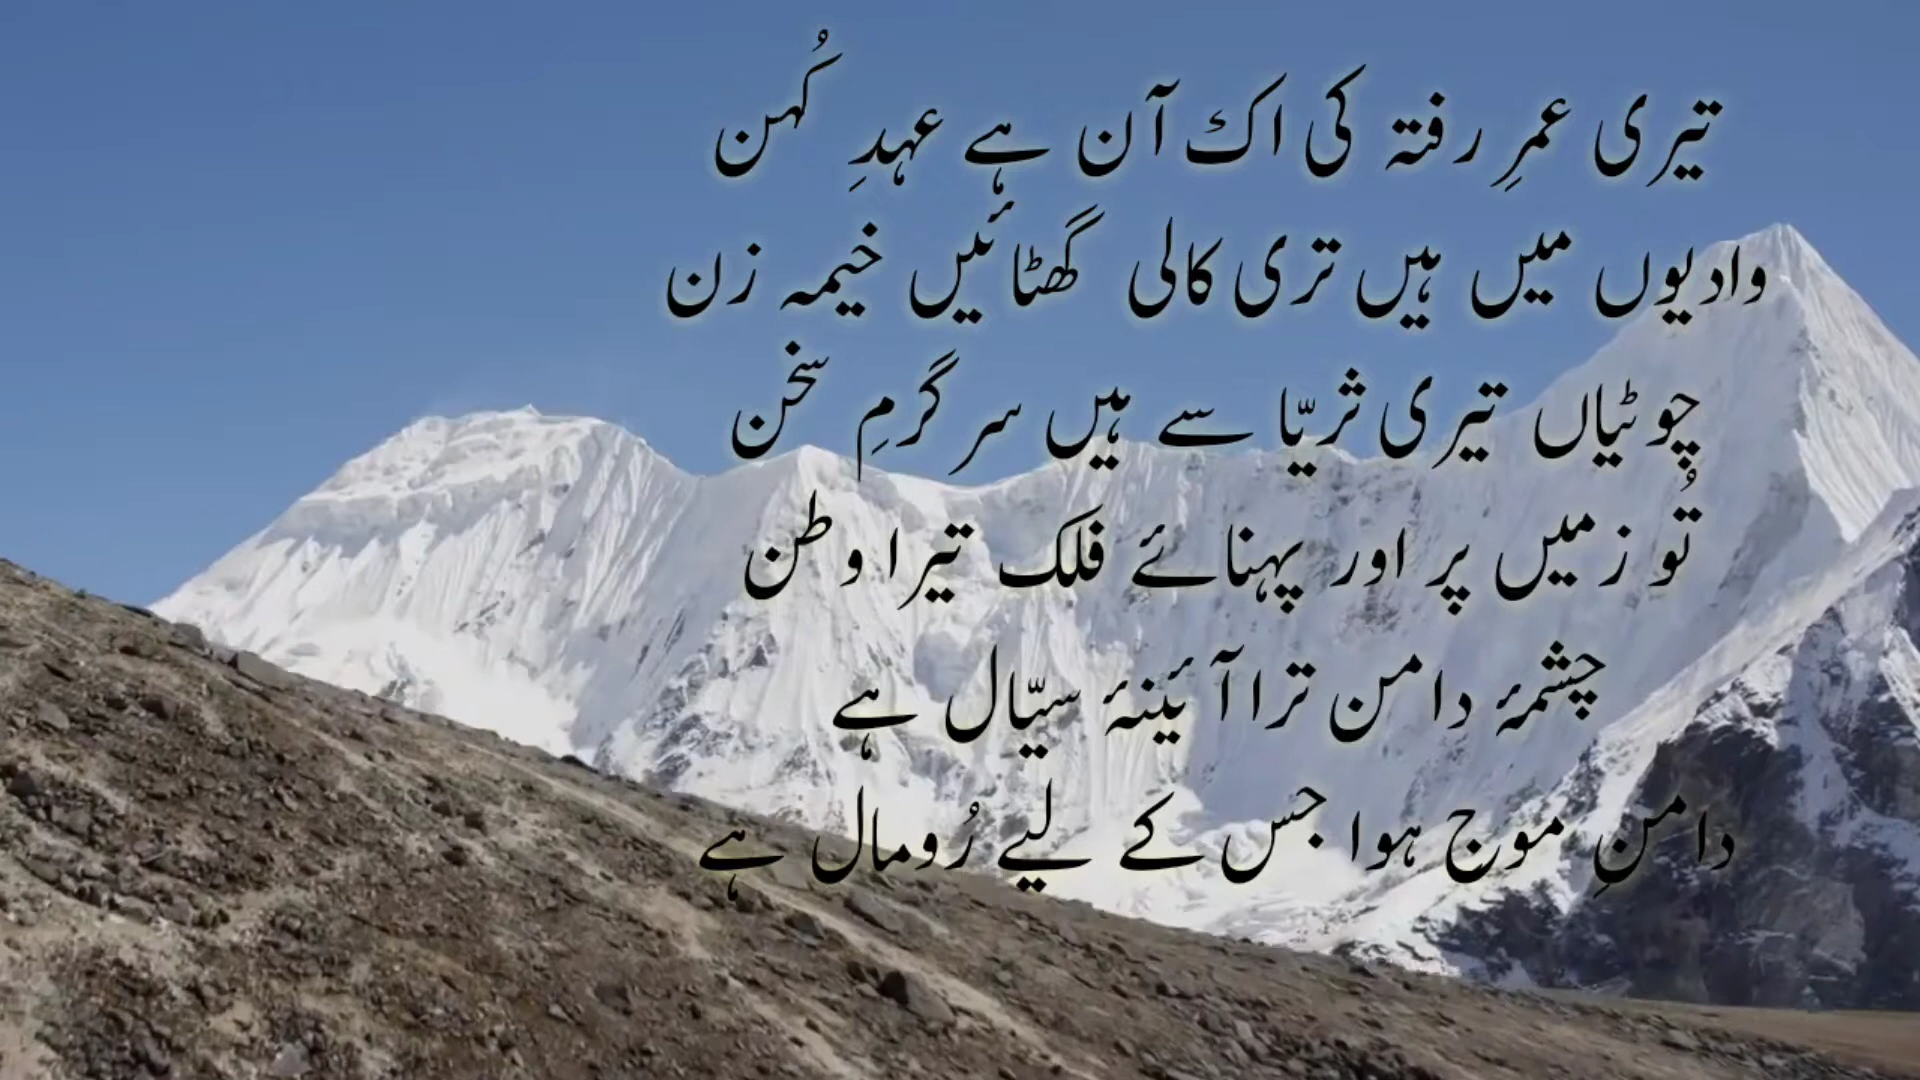 تیری عمرِ رفتہ کی اک آن ہے عہدِ کُہن
وادیوں میں ہیں تری کالی گھٹائیں خیمہ زن
چوٹیاں تیری ثریّا سے ہیں سرگرمِ سخن
تُو زمیں پر اور پہنائے فلک تیرا وطن
چشمۂ دامن ترا آئینۂ سیّال ہے
دامنِ موج ہوا جس کے لیے رُومال ہے